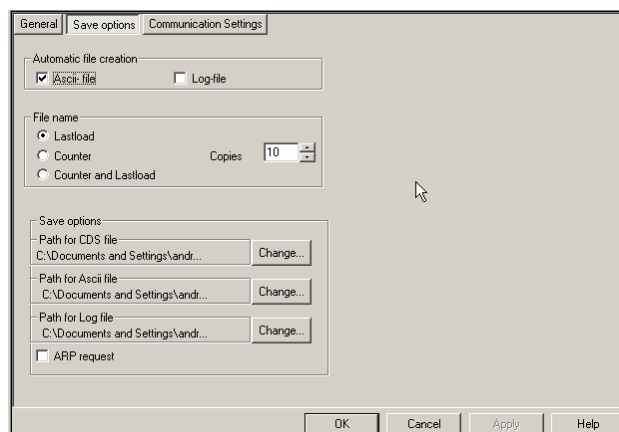 General Save options Communication Settings
Automatic file creation
Ascii- file Log-file
File name
Lastload
Counter Copies 10
Counter and Lastload
Save options
Path for CDS file
C:\Documents and Settings\andr... Change...
Path for Ascii file
C:\Documents and Settings\andr... Change...
Path for Log file
C:\Documents and Settings\andr... Change...
ARP request
OK Cancel Apply Help